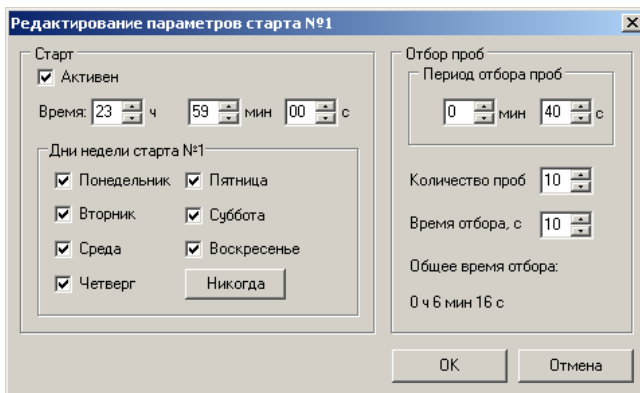 Редактирование параметров старта №1
Старт
Активен
Время: 23 ч 59 мин 00 с
Дни недели старта №1
Понедельник Пятница
Вторник Суббота
Среда Воскресенье
Четверг Никогда
Отбор проб
Период отбора проб
0 мин 40 с
Количество проб 10
Время отбора, с 10
Общее время отбора:
0 ч 6 мин 16 с
OK Отмена